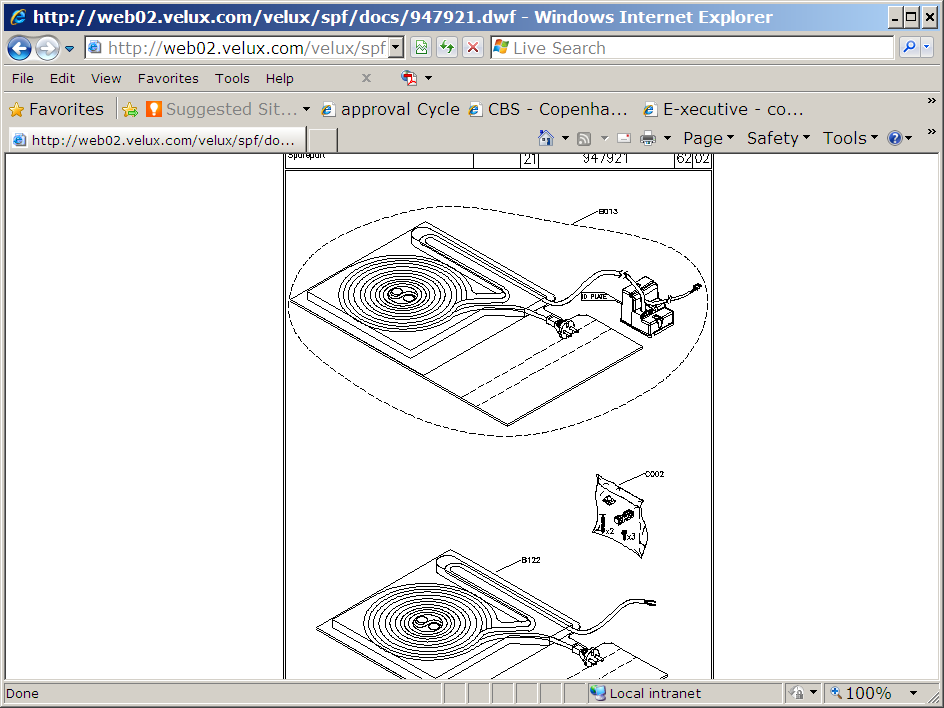 http://web02.velux.com/velux/spf/docs/947921.dwf - Windows Internet Explorer
http://web02.velux.com/velux/spf
Live Search
File Edit View Favorites Tools Help x
Favorites Suggested Sit... approval Cycle CBS - Copenha... E-xecutive - co... »
http://web02.velux.com/velux/spf/do... Page Safety Tools »
Sparepart 21 947921 62 02
B013
ID PLATE
C002
x2 x3
B122
Done Local intranet 100%